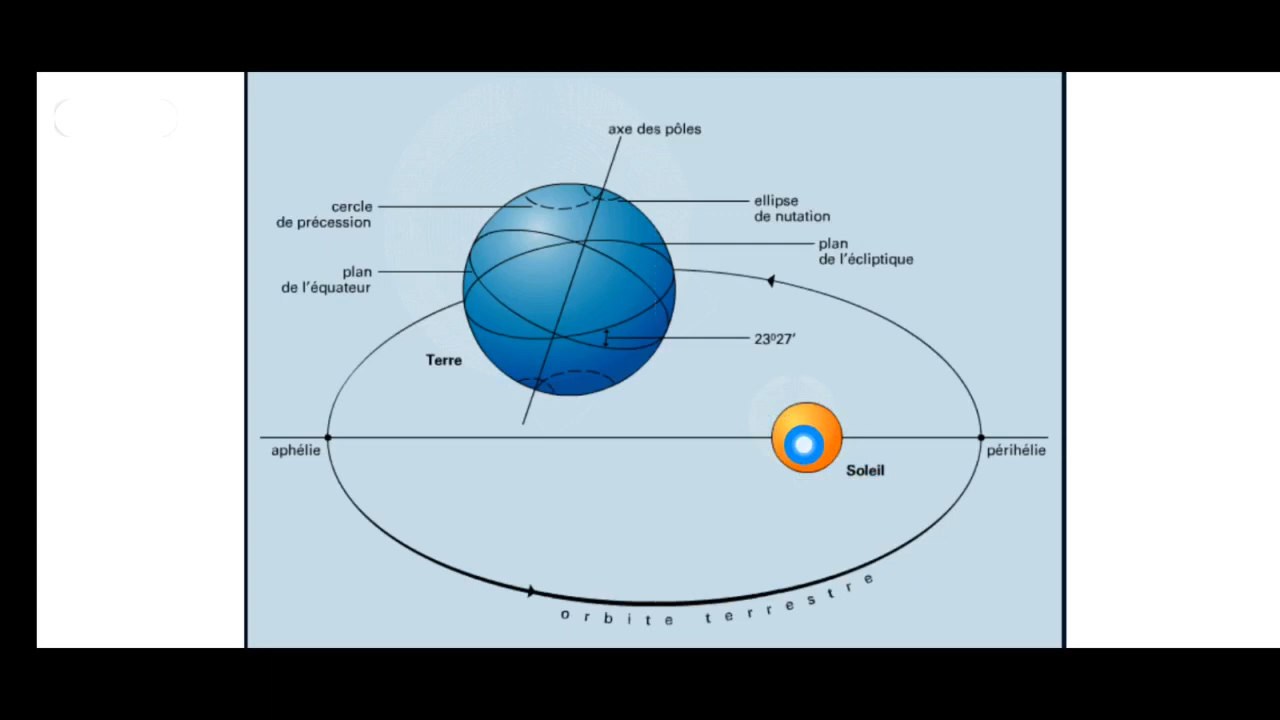 axe des pôles
cercle
de précession
ellipse
de nutation
plan
de l'écliptique
plan
de l'équateur
23º27'
Terre
aphélie
périhélie
Soleil
orbite terrestre